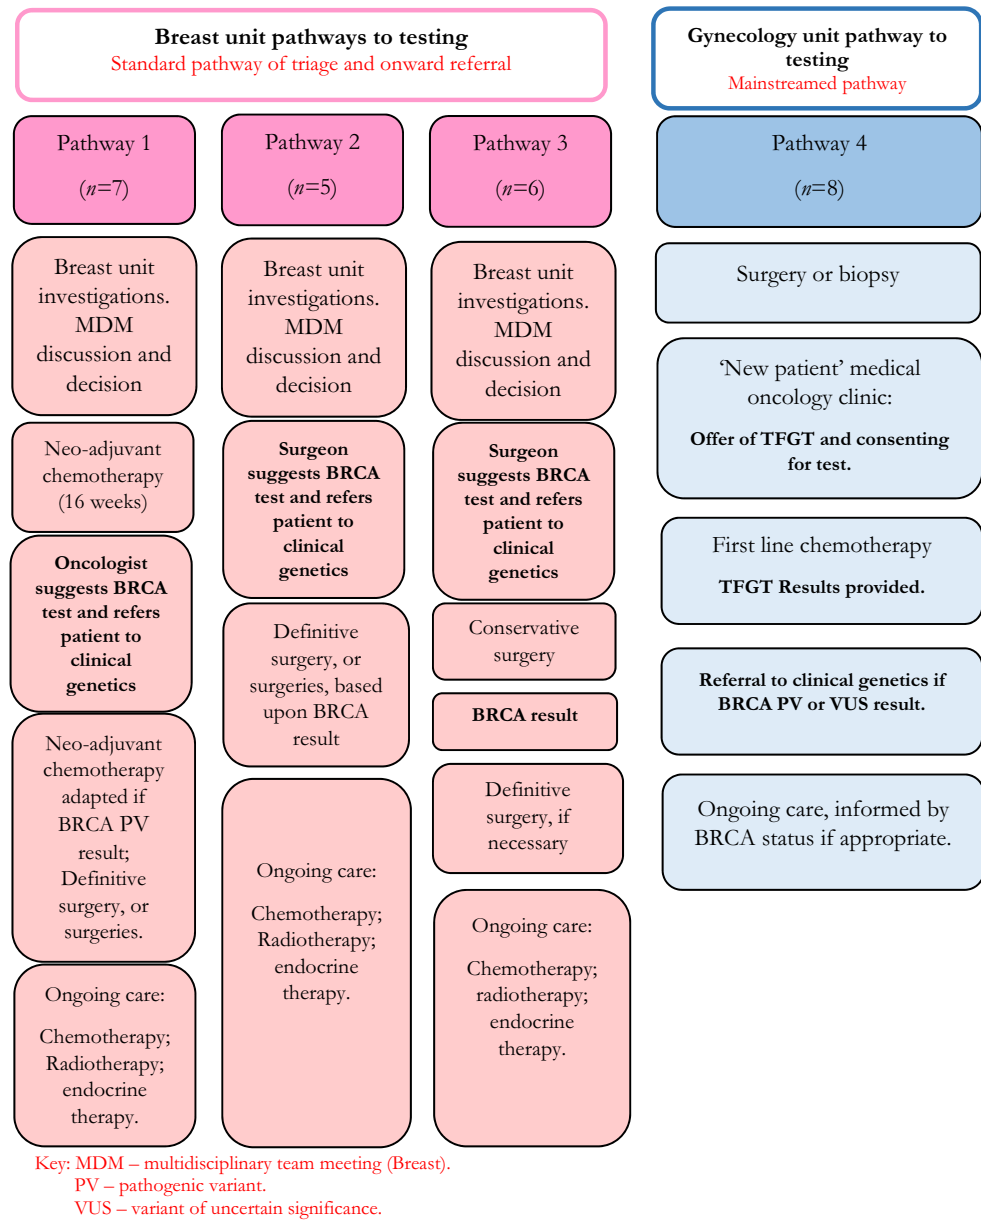 Breast unit pathways to testing
Standard pathway of triage and onward referral
Gynecology unit pathway to
testing
Mainstreamed pathway
Pathway 1
(n=7)
Breast unit
investigations.
MDM
discussion and
decision
Neo-adjuvant
chemotherapy
(16 weeks)
Oncologist
suggests BRCA
test and refers
patient to
clinical
genetics
Neo-adjuvant
chemotherapy
adapted if
BRCA PV
result;
Definitive
surgery, or
surgeries.
Ongoing care:
Chemotherapy;
Radiotherapy;
endocrine
therapy.
Pathway 2
(n=5)
Breast unit
investigations.
MDM
discussion and
decision
Surgeon
suggests BRCA
test and refers
patient to
clinical
genetics
Definitive
surgery, or
surgeries, based
upon BRCA
result
Ongoing care:
Chemotherapy;
Radiotherapy;
endocrine
therapy.
Pathway 3
(n=6)
Breast unit
investigations.
MDM
discussion and
decision
Surgeon
suggests BRCA
test and refers
patient to
clinical
genetics
Conservative
surgery
BRCA result
Definitive
surgery, if
necessary
Ongoing care:
Chemotherapy;
radiotherapy;
endocrine
therapy.
Pathway 4
(n=8)
Surgery or biopsy
‘New patient’ medical
oncology clinic:
Offer of TFGT and consenting
for test.
First line chemotherapy
TFGT Results provided.
Referral to clinical genetics if
BRCA PV or VUS result.
Ongoing care, informed by
BRCA status if appropriate.
Key: MDM – multidisciplinary team meeting (Breast).
PV – pathogenic variant.
VUS – variant of uncertain significance.